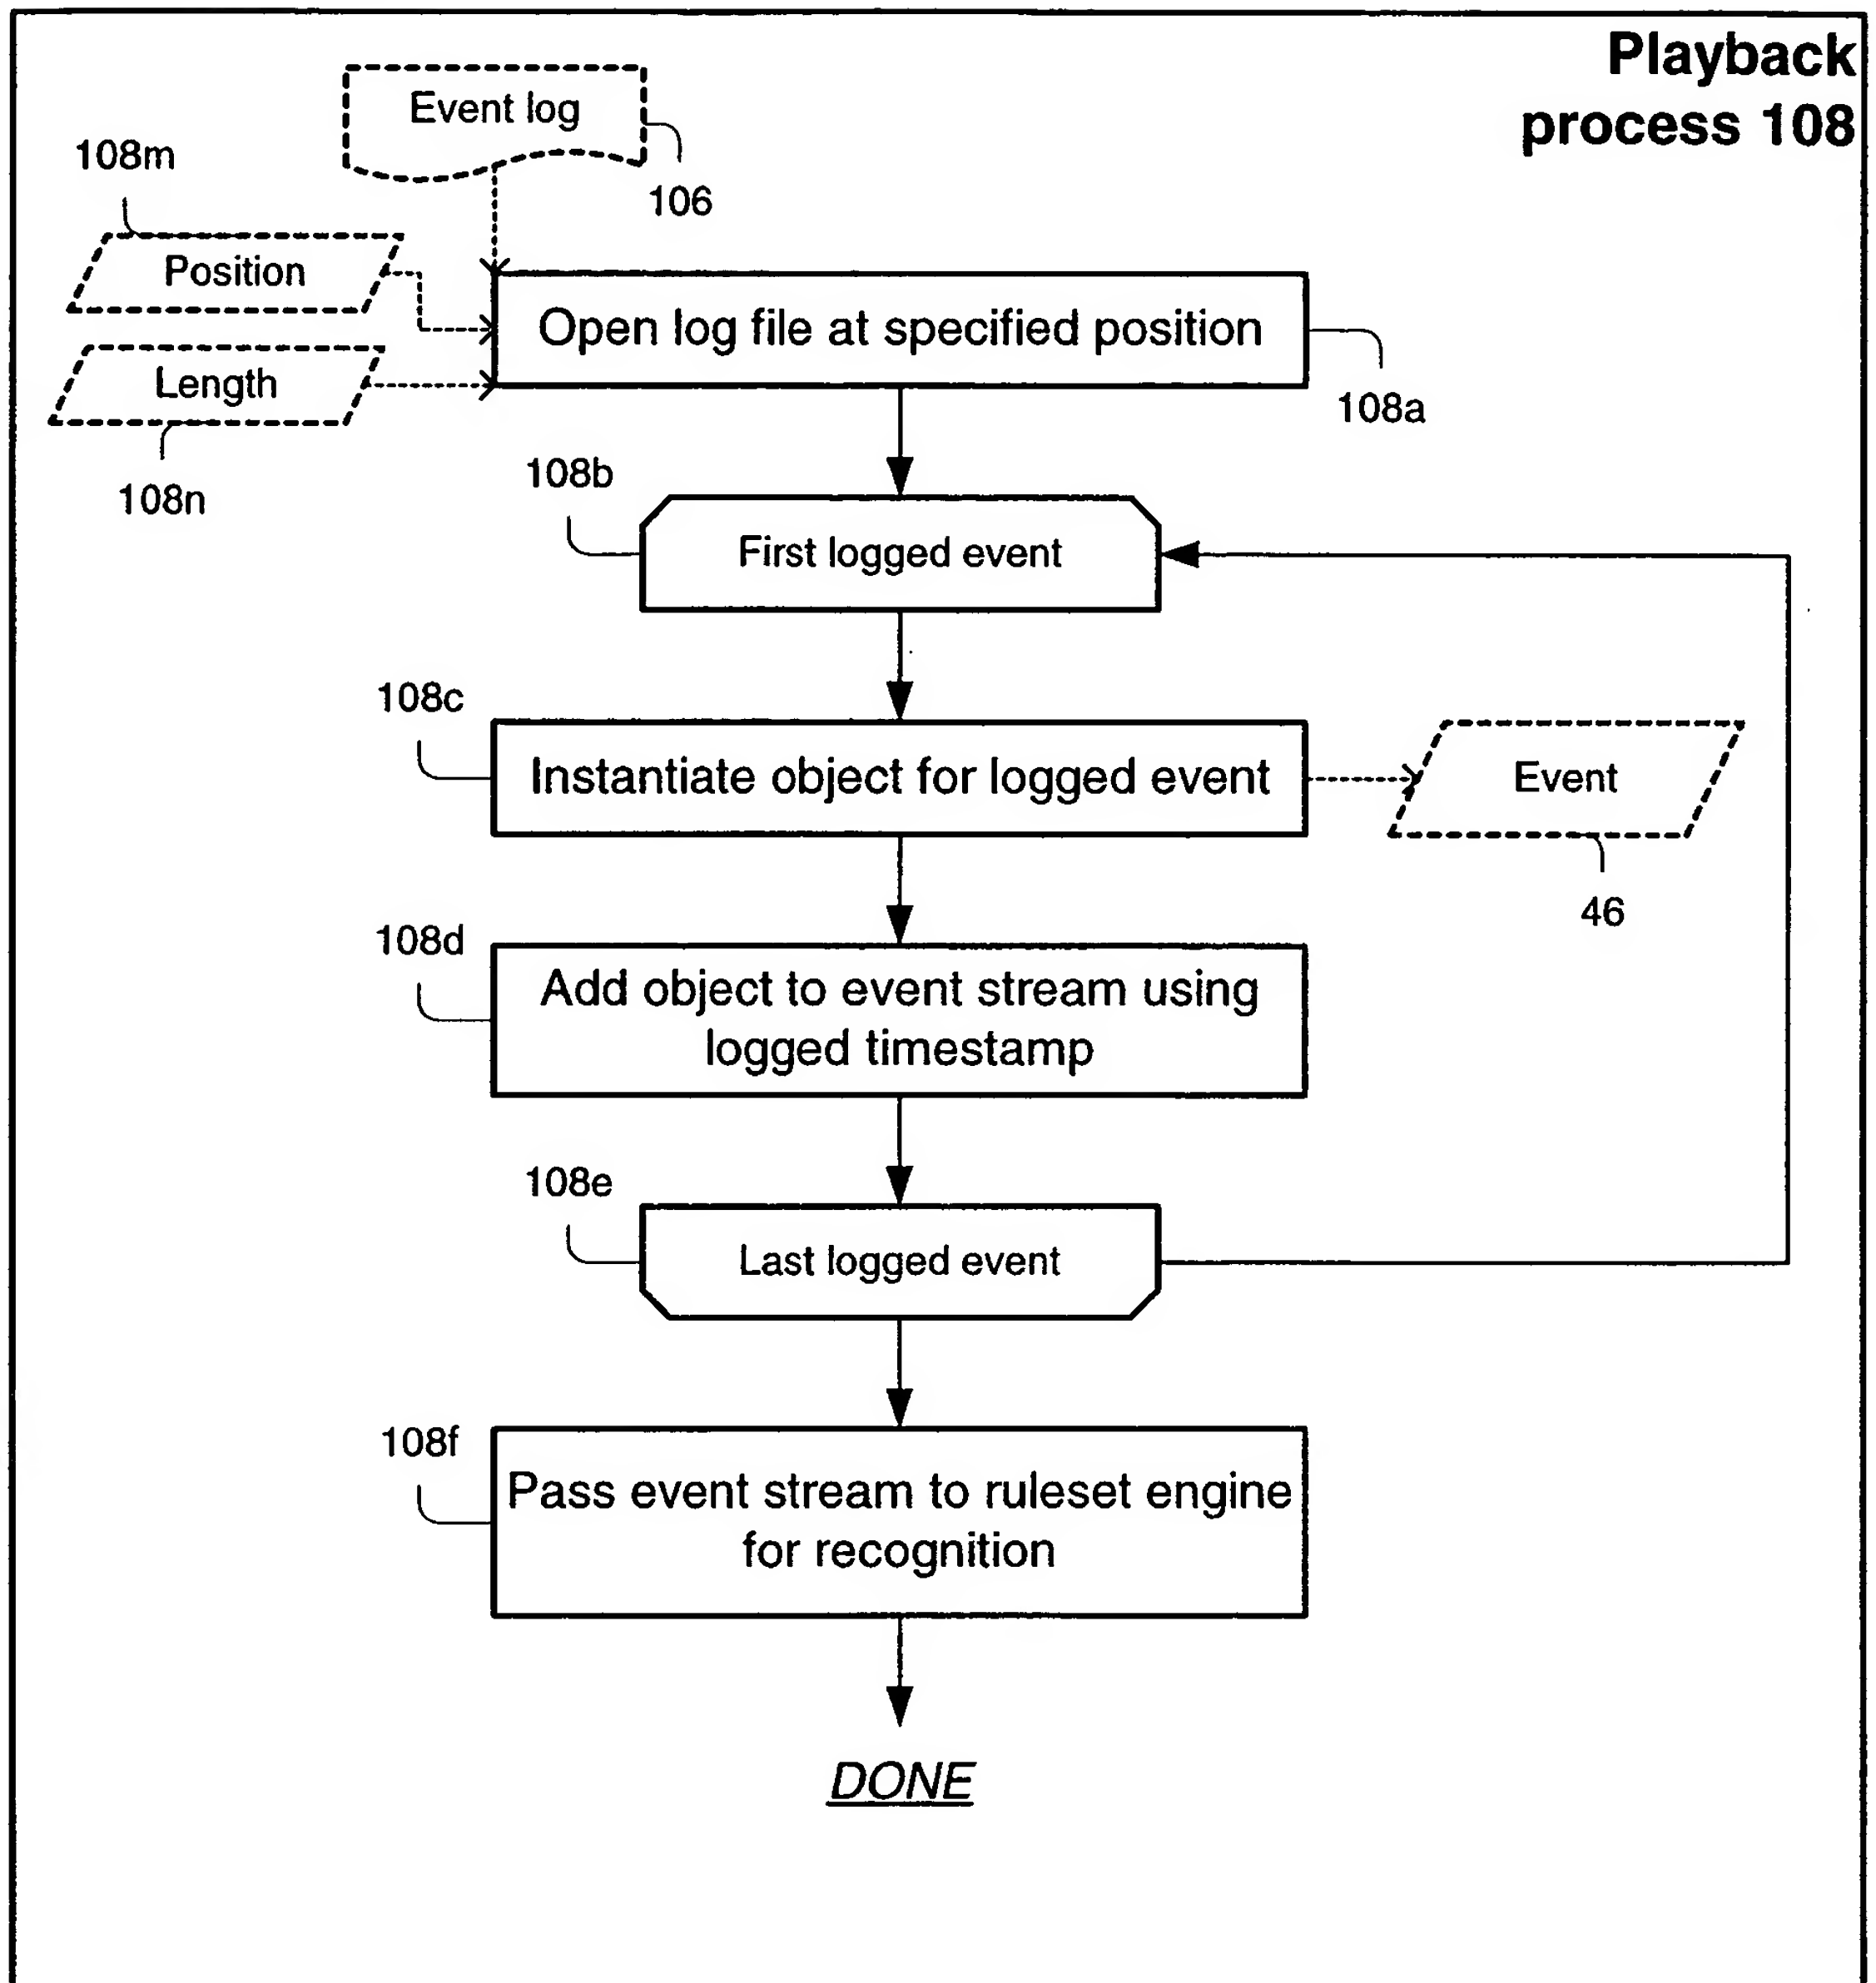 Playback
process 108
Event log
106
108m
Position
Length
108n
Open log file at specified position
108a
108b
First logged event
108c
Instantiate object for logged event
Event
46
108d
Add object to event stream using
logged timestamp
108e
Last logged event
108f
Pass event stream to ruleset engine
for recognition
DONE